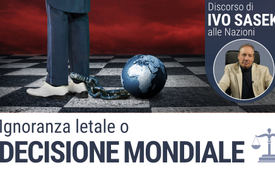 Discorso di
IVO SASEK
alle Nazioni
Ignoranza letale o
DECISIONE MONDIALE